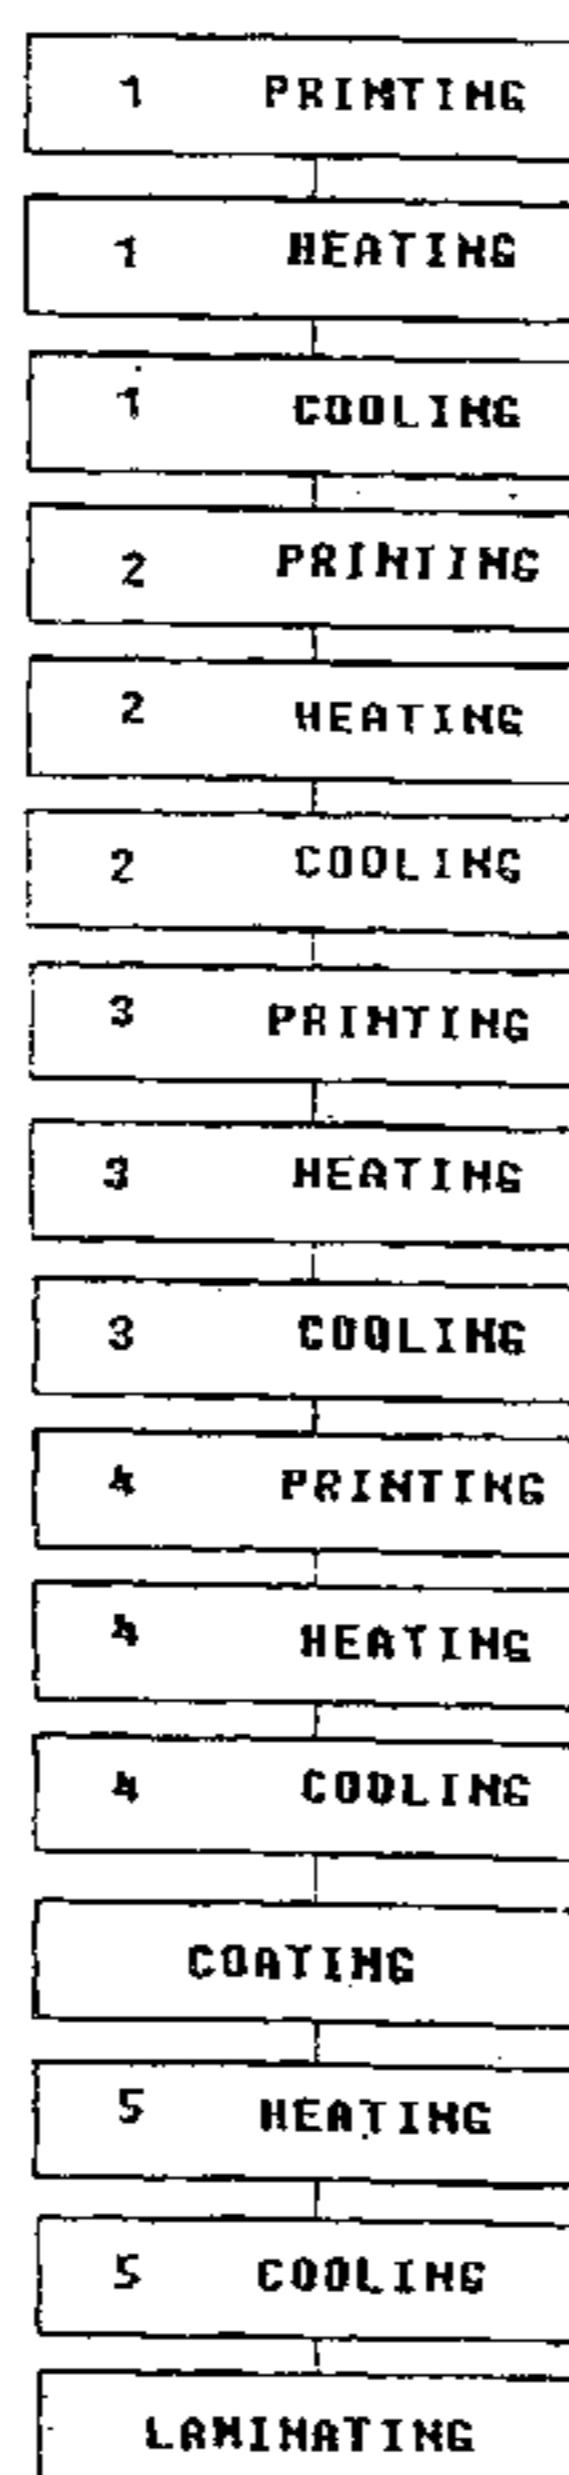 1 PRINTING
1 HEATING
1 COOLING
2 PRINTING
2 HEATING
2 COOLING
3 PRINTING
3 HEATING
3 COOLING
4 PRINTING
4 HEATING
4 COOLING
COATING
5 HEATING
5 COOLING
LAMINATING